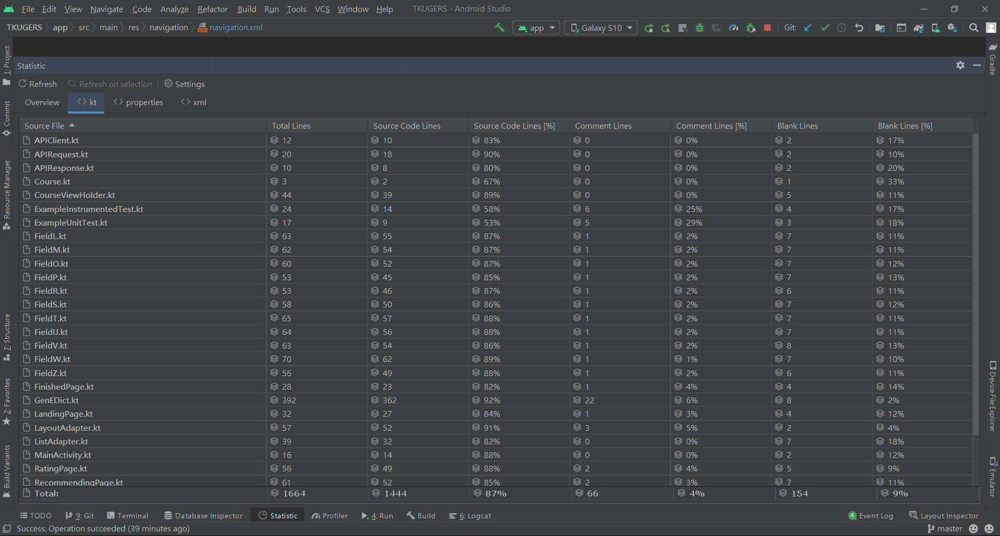 File Edit View Navigate Code Analyze Refactor Build Run Tools VCS Window Help TKUGERS - Android Studio
TKUGERS app src main res navigation navigation.xml app Galaxy S10 Git:
Statistic
Refresh Refresh on selection Settings
Overview kt properties xml
Source File Total Lines Source Code Lines Source Code Lines [%] Comment Lines Comment Lines [%] Blank Lines Blank Lines [%]
APIClient.kt 12 10 83% 0 0% 2 17%
APIRequest.kt 20 18 90% 0 0% 2 10%
APIResponse.kt 10 8 80% 0 0% 2 20%
Course.kt 3 2 67% 0 0% 1 33%
CourseViewHolder.kt 44 39 89% 0 0% 5 11%
ExampleInstrumentedTest.kt 24 14 58% 6 25% 4 17%
ExampleUnitTest.kt 17 9 53% 5 29% 3 18%
FieldL.kt 63 55 87% 1 2% 7 11%
FieldM.kt 62 54 87% 1 2% 7 11%
FieldO.kt 60 52 87% 1 2% 7 12%
FieldP.kt 53 45 85% 1 2% 7 13%
FieldR.kt 53 46 87% 1 2% 6 11%
FieldS.kt 58 50 86% 1 2% 7 12%
FieldT.kt 65 57 88% 1 2% 7 11%
FieldU.kt 64 56 88% 1 2% 7 11%
FieldV.kt 63 54 86% 1 2% 8 13%
FieldW.kt 70 62 89% 1 1% 7 10%
FieldZ.kt 56 49 88% 1 2% 6 11%
FinishedPage.kt 28 23 82% 1 4% 4 14%
GenEDict.kt 392 362 92% 22 6% 8 2%
LandingPage.kt 32 27 84% 1 3% 4 12%
LayoutAdapter.kt 57 52 91% 3 5% 2 4%
ListAdapter.kt 39 32 82% 0 0% 7 18%
MainActivity.kt 16 14 88% 0 0% 2 12%
RatingPage.kt 56 49 88% 2 4% 5 9%
RecommendingPage.kt 61 52 85% 2 3% 7 11%
Total: 1664 1444 87% 66 4% 154 9%
1: Project
Commit
Resource Manager
7: Structure
2: Favorites
Build Variants
Gradle
Device File Explorer
Emulator
TODO 9: Git Terminal Database Inspector Statistic Profiler 4: Run Build 6: Logcat 4 Event Log Layout Inspector
Success: Operation succeeded (39 minutes ago) master